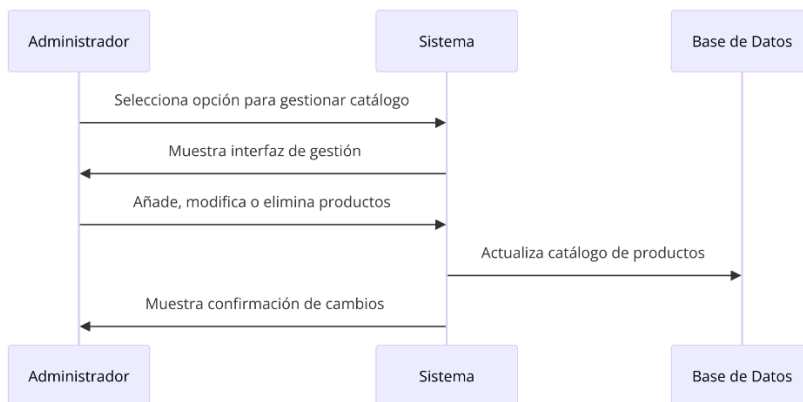 Administrador
Sistema
Base de Datos
Selecciona opción para gestionar catálogo
Muestra interfaz de gestión
Añade, modifica o elimina productos
Actualiza catálogo de productos
Muestra confirmación de cambios
Administrador
Sistema
Base de Datos